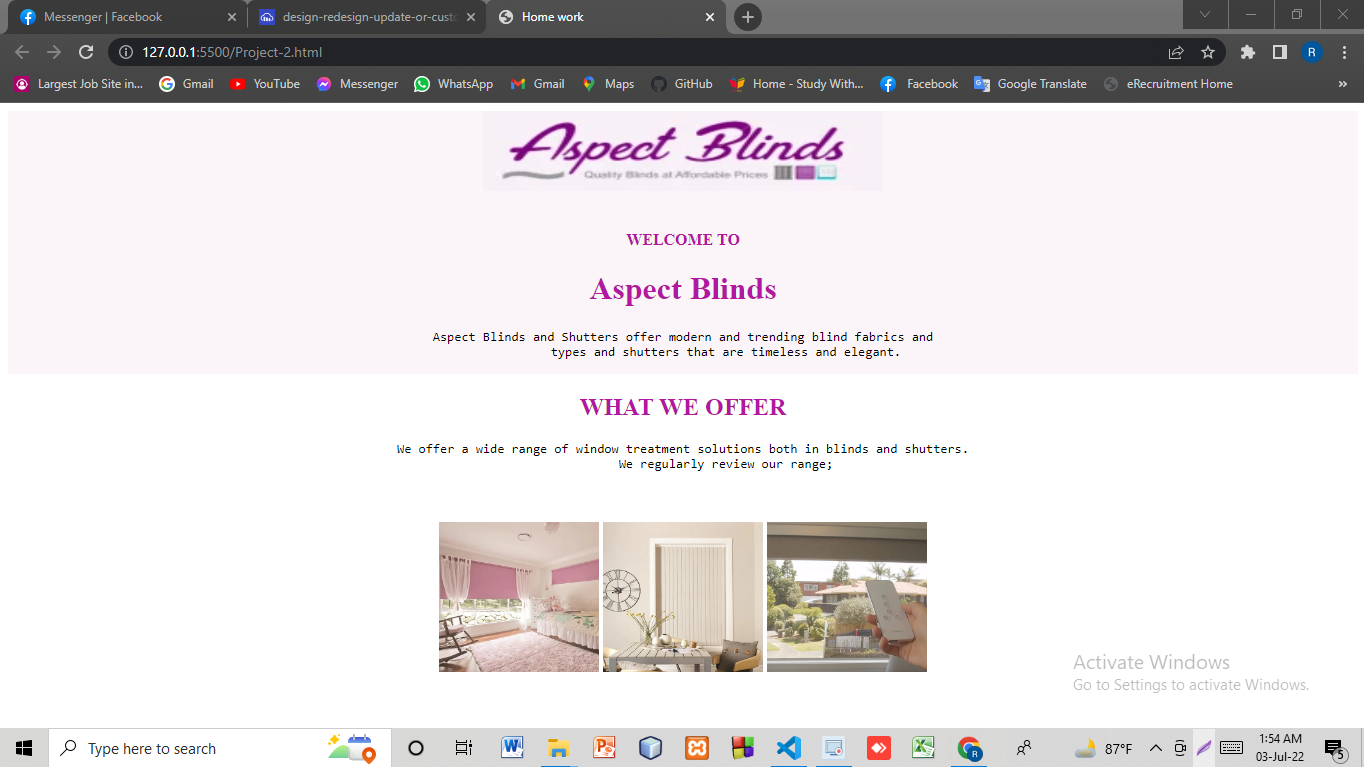 Messenger | Facebook
design-redesign-update-or-custo
Home work
127.0.0.1:5500/Project-2.html
R
Largest Job Site in...
Gmail
YouTube
Messenger
WhatsApp
Gmail
Maps
GitHub
Home - Study With...
Facebook
Google Translate
eRecruitment Home
»
Aspect Blinds
Quality Blinds at Affordable Prices
WELCOME TO
Aspect Blinds
Aspect Blinds and Shutters offer modern and trending blind fabrics and
types and shutters that are timeless and elegant.
WHAT WE OFFER
We offer a wide range of window treatment solutions both in blinds and shutters.
We regularly review our range;
Activate Windows
Go to Settings to activate Windows.
Type here to search
87°F
1:54 AM
03-Jul-22
5